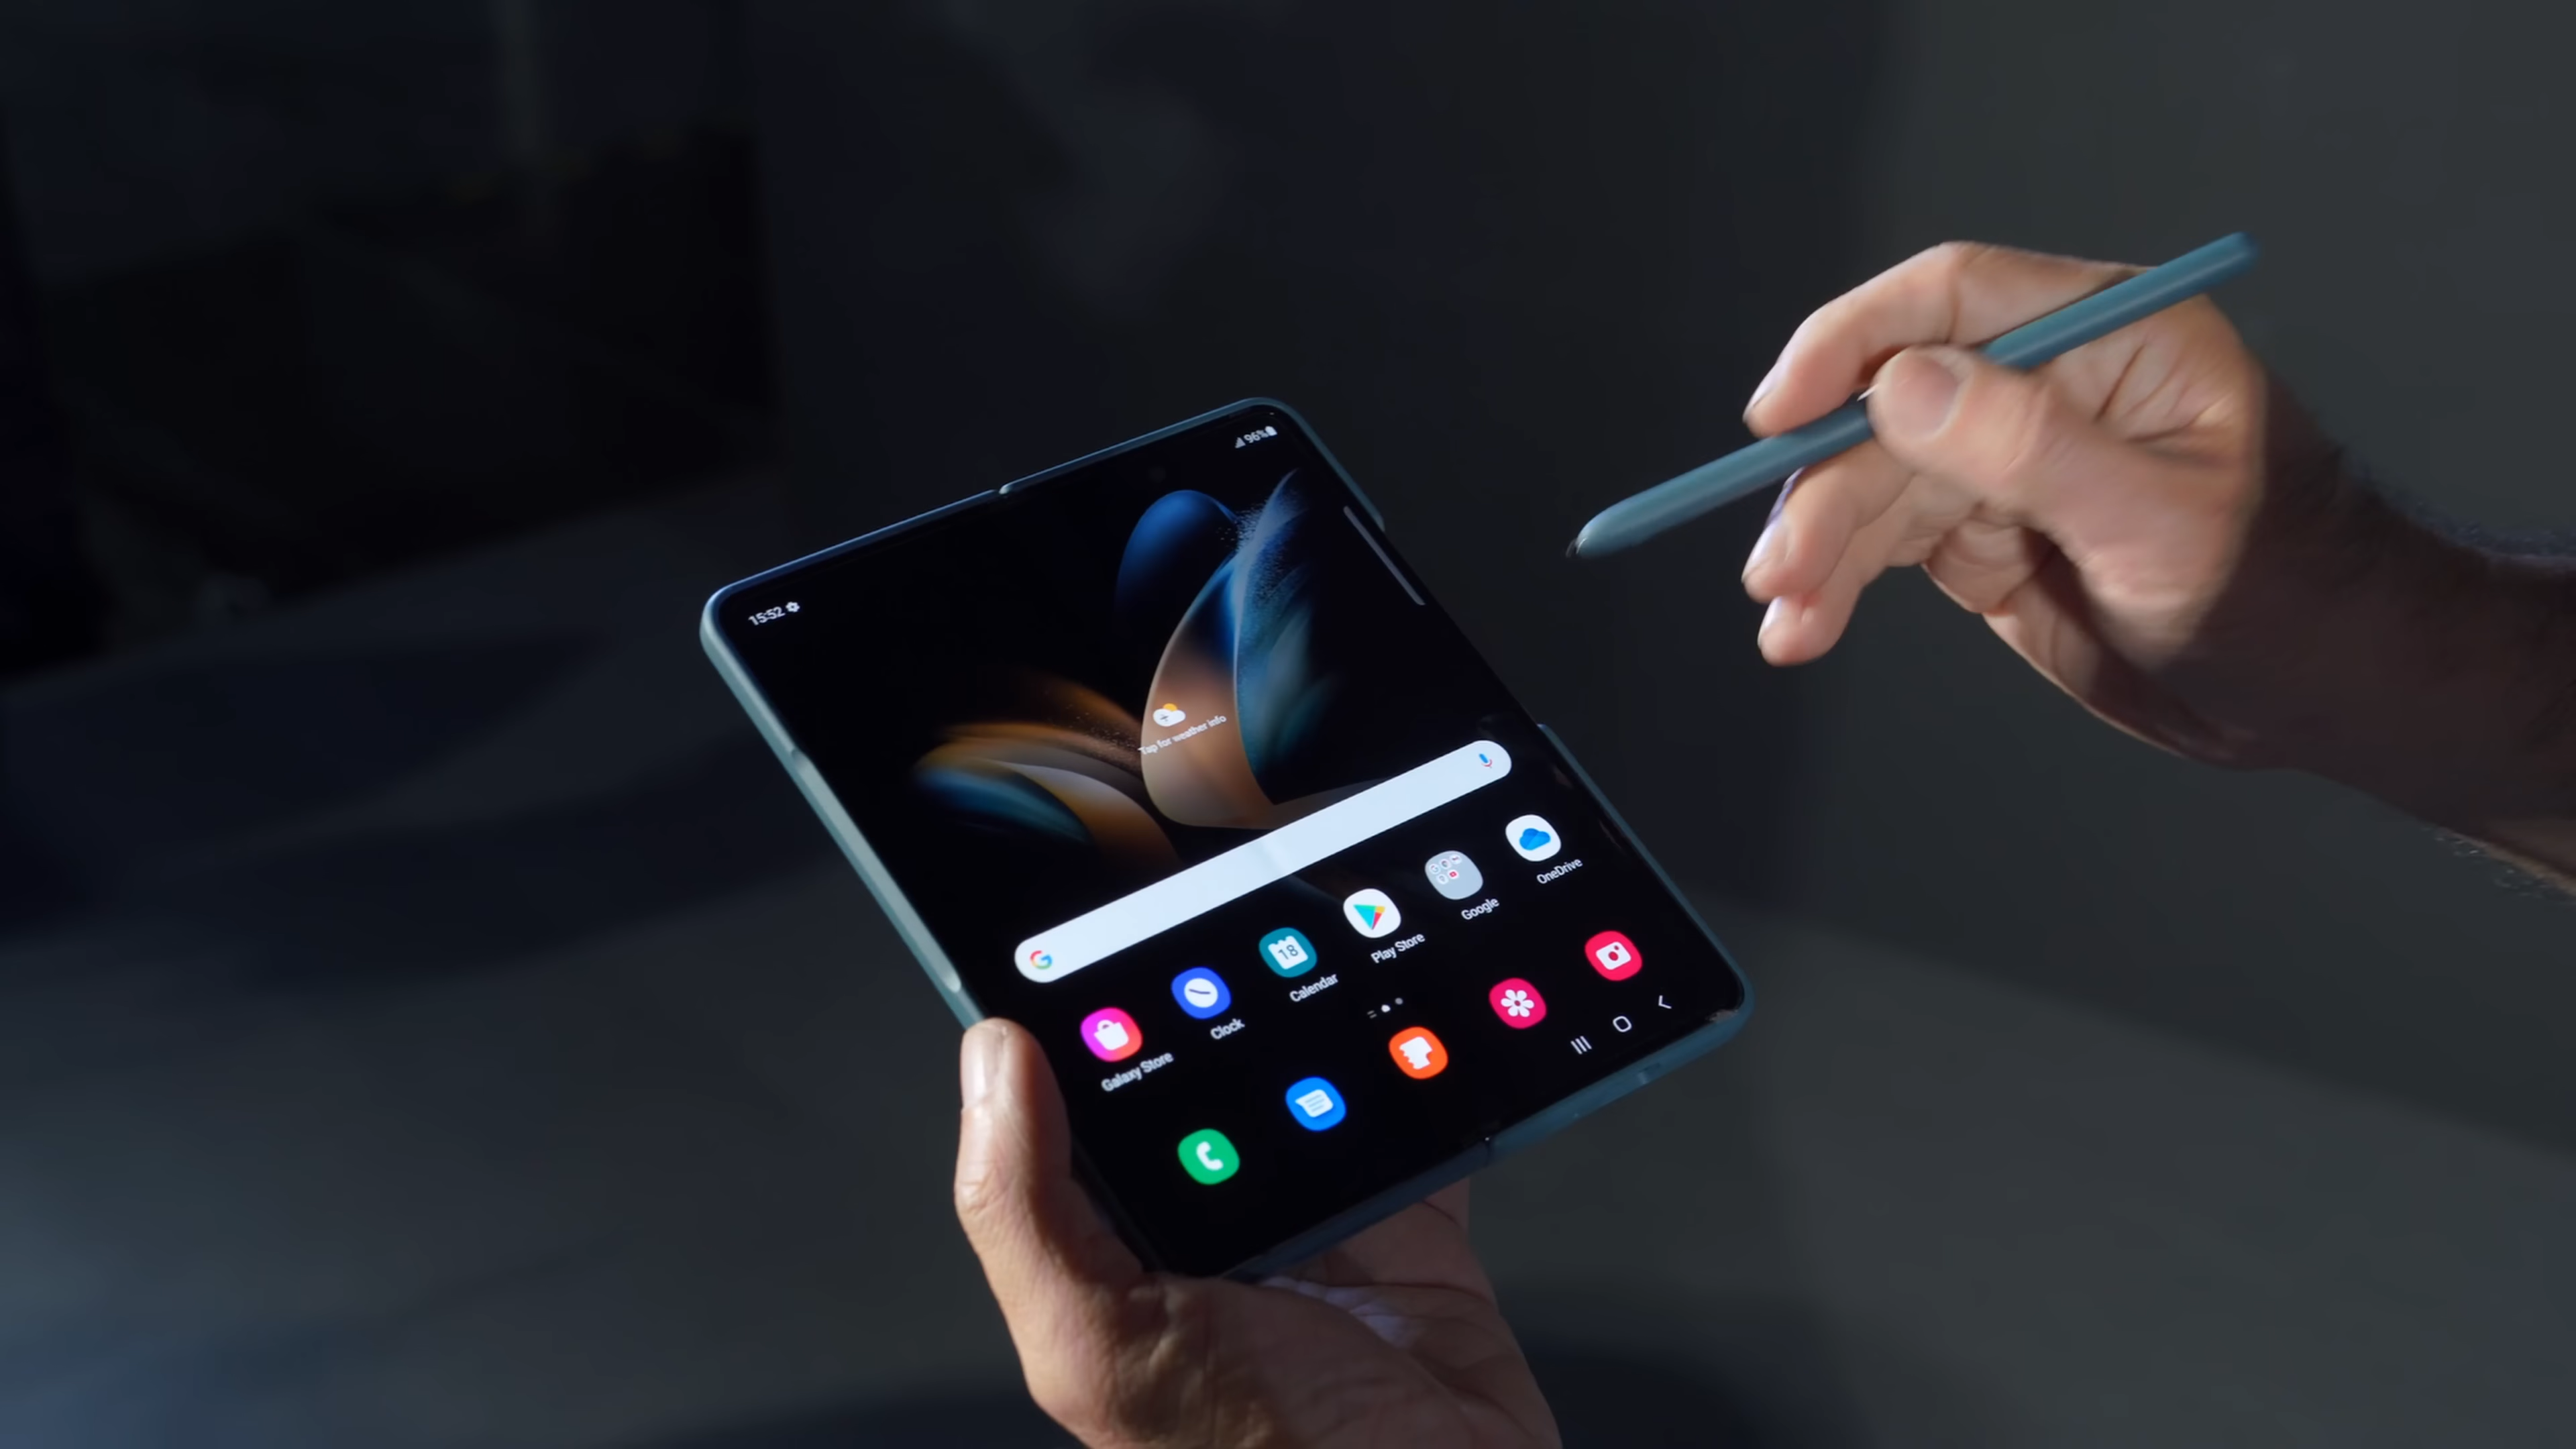 15:52
96%
Tap for weather info
G
Galaxy Store
Clock
18
Calendar
Play Store
Google
OneDrive